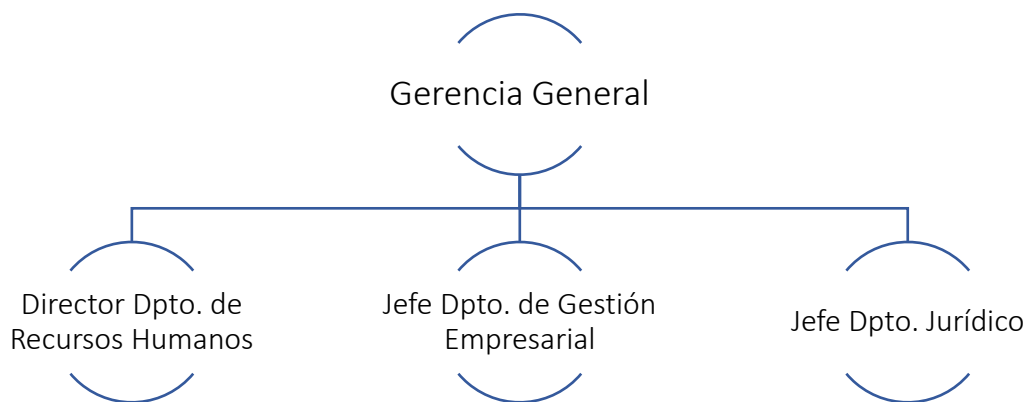 Gerencia General
Director Dpto. de
Recursos Humanos
Jefe Dpto. de Gestión
Empresarial
Jefe Dpto. Jurídico